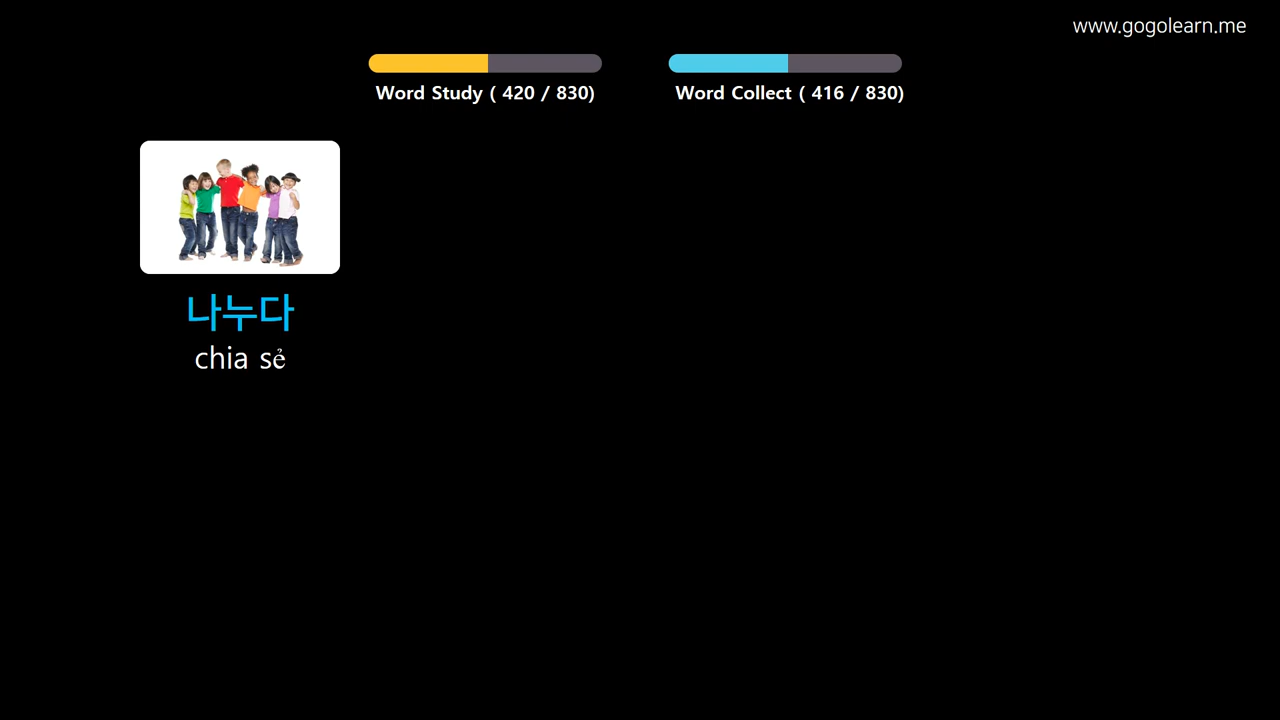 www.gogolearn.me
Word Study ( 420 / 830)
Word Collect ( 416 / 830)
나누다
chia sẻ